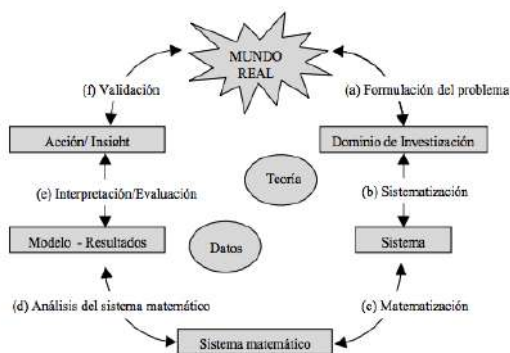 MUNDO
REAL
(f) Validación
(a) Formulación del problema
Acción/ Insight
Dominio de Investigación
Teoría
(e) Interpretación/Evaluación
(b) Sistematización
Modelo - Resultados
Datos
Sistema
(d) Análisis del sistema matemático
(c) Matematización
Sistema matemático